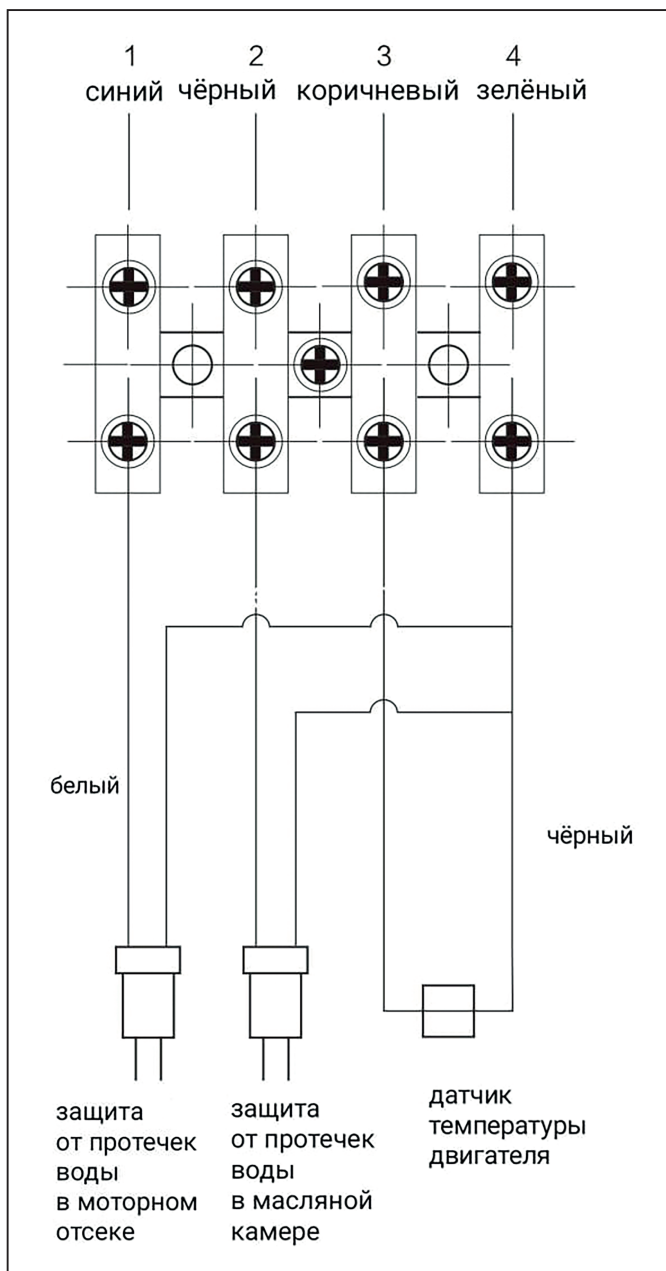 1 2 3 4
синий чёрный коричневый зелёный
белый
чёрный
защита
от протечек
воды
в моторном
отсеке
защита
от протечек
воды
в масляной
камере
датчик
температуры
двигателя